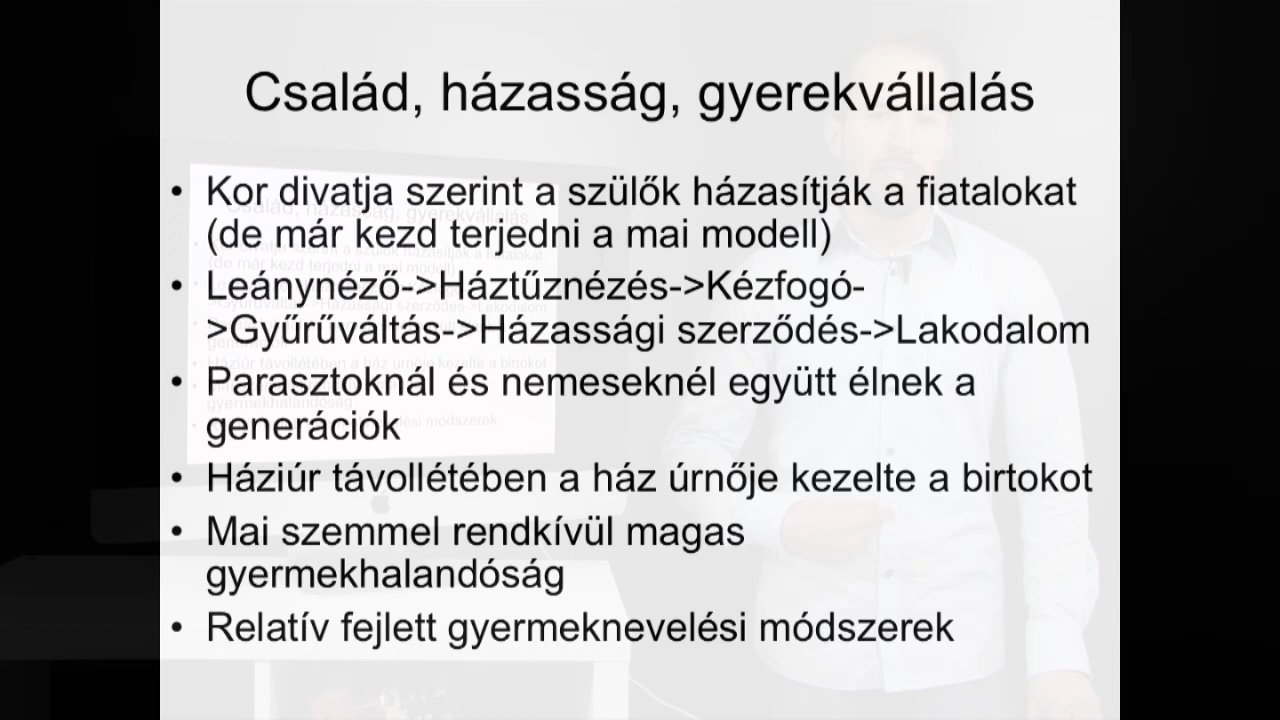 Család, házasság, gyerekvállalás
• Kor divatja szerint a szülők házasítják a fiatalokat
(de már kezd terjedni a mai modell)
• Leánynéző->Háztűznézés->Kézfogó-
>Gyűrűváltás->Házassági szerződés->Lakodalom
• Parasztoknál és nemeseknél együtt élnek a
generációk
• Háziúr távollétében a ház úrnője kezelte a birtokot
• Mai szemmel rendkívül magas
gyermekhalandóság
• Relatív fejlett gyermeknevelési módszerek